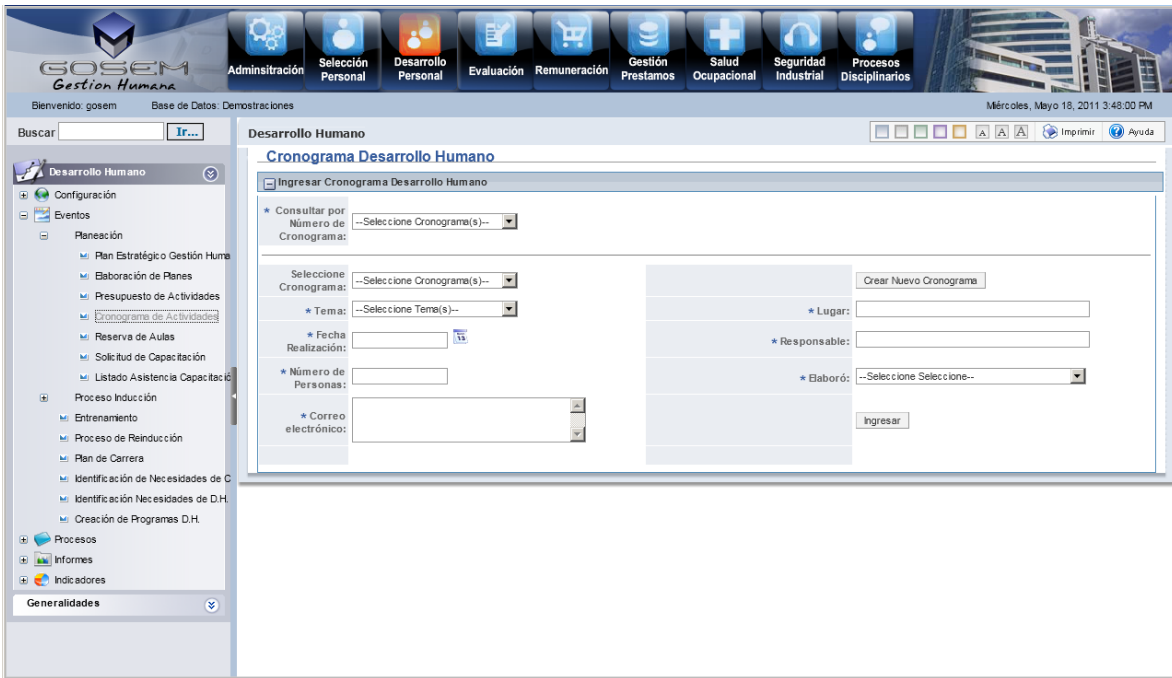 GOSEM
Gestion Humana
Adminsitración
Selección Personal
Desarrollo Personal
Evaluación
Remuneración
Gestión Prestamos
Salud Ocupacional
Seguridad Industrial
Procesos Disciplinarios
Bienvenido: gosem Base de Datos: Demostraciones
Miércoles, Mayo 18, 2011 3:48:00 PM
Buscar Ir...
Desarrollo Humano
A A A Imprimir Ayuda
Desarrollo Humano
Configuración
Eventos
Planeación
Plan Estratégico Gestión Huma
Elaboración de Planes
Presupuesto de Actividades
Cronograma de Actividades
Reserva de Aulas
Solicitud de Capacitación
Listado Asistencia Capacitació
Proceso Inducción
Entrenamiento
Proceso de Reinducción
Plan de Carrera
Identificación de Necesidades de C
Identificación Necesidades de D.H.
Creación de Programas D.H.
Procesos
Informes
Indicadores
Generalidades
Cronograma Desarrollo Humano
Ingresar Cronograma Desarrollo Humano
* Consultar por
Número de
Cronograma:
--Seleccione Cronograma(s)--
Seleccione
Cronograma:
--Seleccione Cronograma(s)--
Crear Nuevo Cronograma
* Tema: --Seleccione Tema(s)--
* Lugar:
* Fecha
Realización:
* Responsable:
* Número de
Personas:
* Elaboró: --Seleccione Seleccione--
* Correo
electrónico:
Ingresar